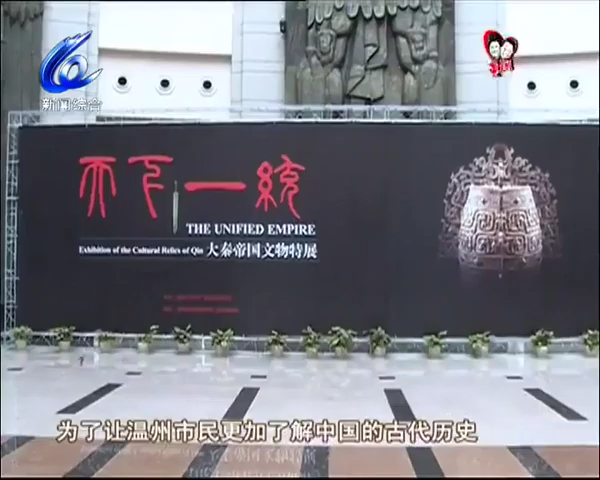 新闻综合
天下一統
THE UNIFIED EMPIRE
Exhibition of the Cultural Relics of Qin 大秦帝国文物特展
为了让温州市民更加了解中国的古代历史